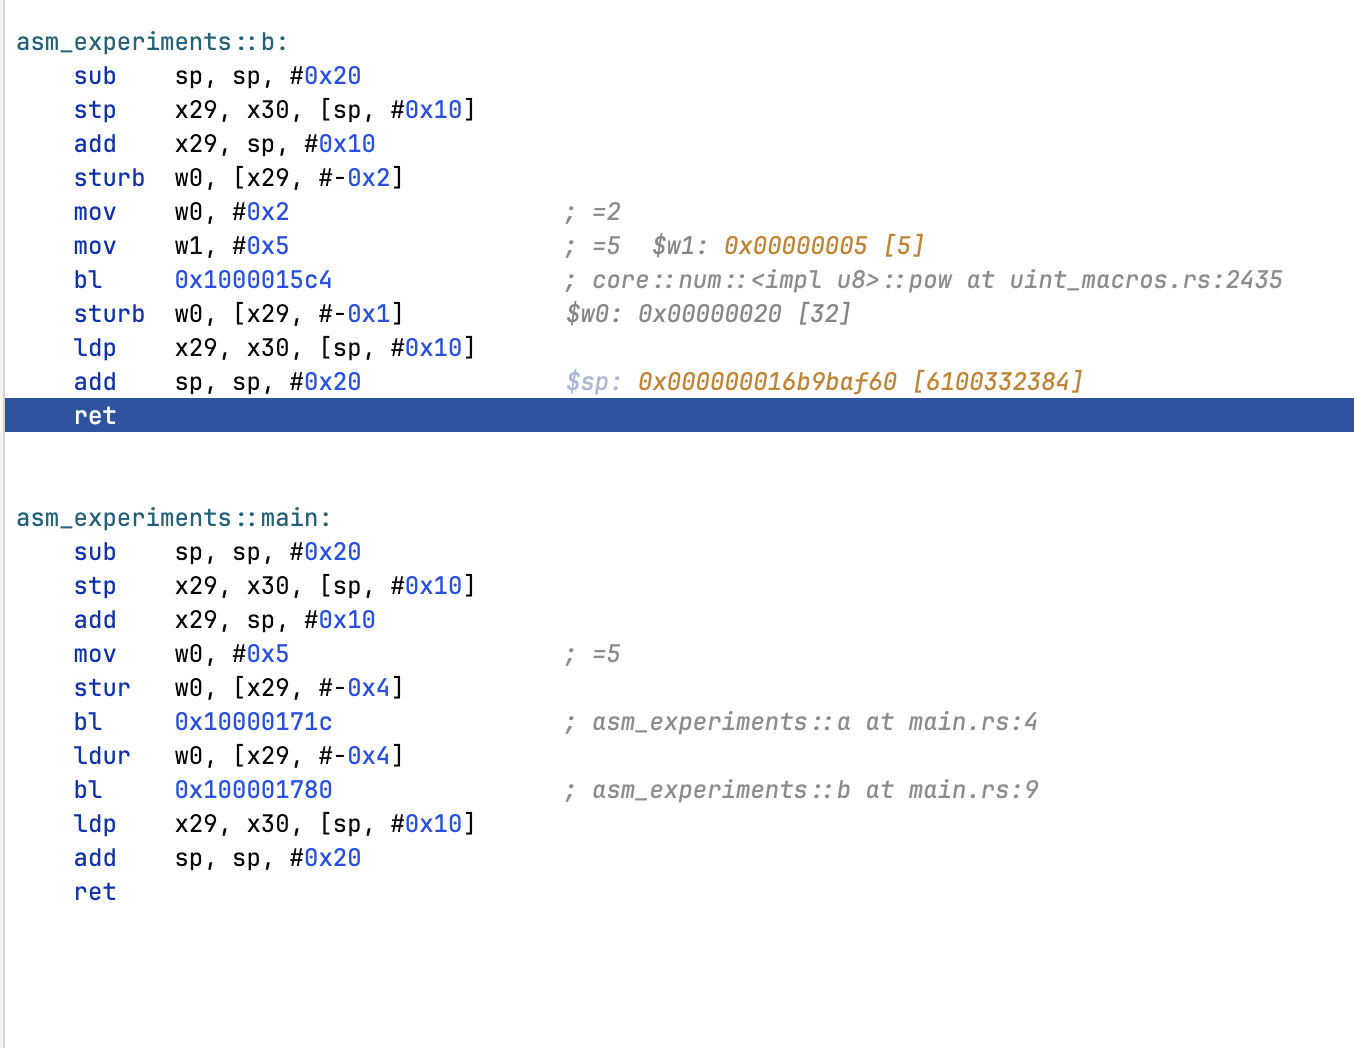 asm_experiments::b:
sub sp, sp, #0x20
stp x29, x30, [sp, #0x10]
add x29, sp, #0x10
sturb w0, [x29, #-0x2]
mov w0, #0x2 ; =2
mov w1, #0x5 ; =5 $w1: 0x00000005 [5]
bl 0x1000015c4 ; core::num::<impl u8>::pow at uint_macros.rs:2435
sturb w0, [x29, #-0x1] $w0: 0x00000020 [32]
ldp x29, x30, [sp, #0x10]
add sp, sp, #0x20 $sp: 0x000000016b9baf60 [6100332384]
ret
asm_experiments::main:
sub sp, sp, #0x20
stp x29, x30, [sp, #0x10]
add x29, sp, #0x10
mov w0, #0x5 ; =5
stur w0, [x29, #-0x4]
bl 0x10000171c ; asm_experiments::a at main.rs:4
ldur w0, [x29, #-0x4]
bl 0x100001780 ; asm_experiments::b at main.rs:9
ldp x29, x30, [sp, #0x10]
add sp, sp, #0x20
ret